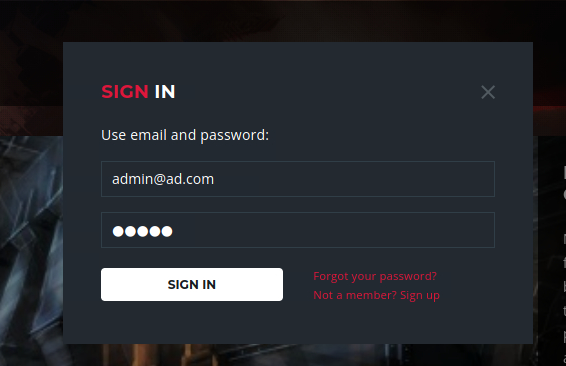 SIGN IN
Use email and password:
admin@ad.com
●●●●●
SIGN IN
Forgot your password?
Not a member? Sign up